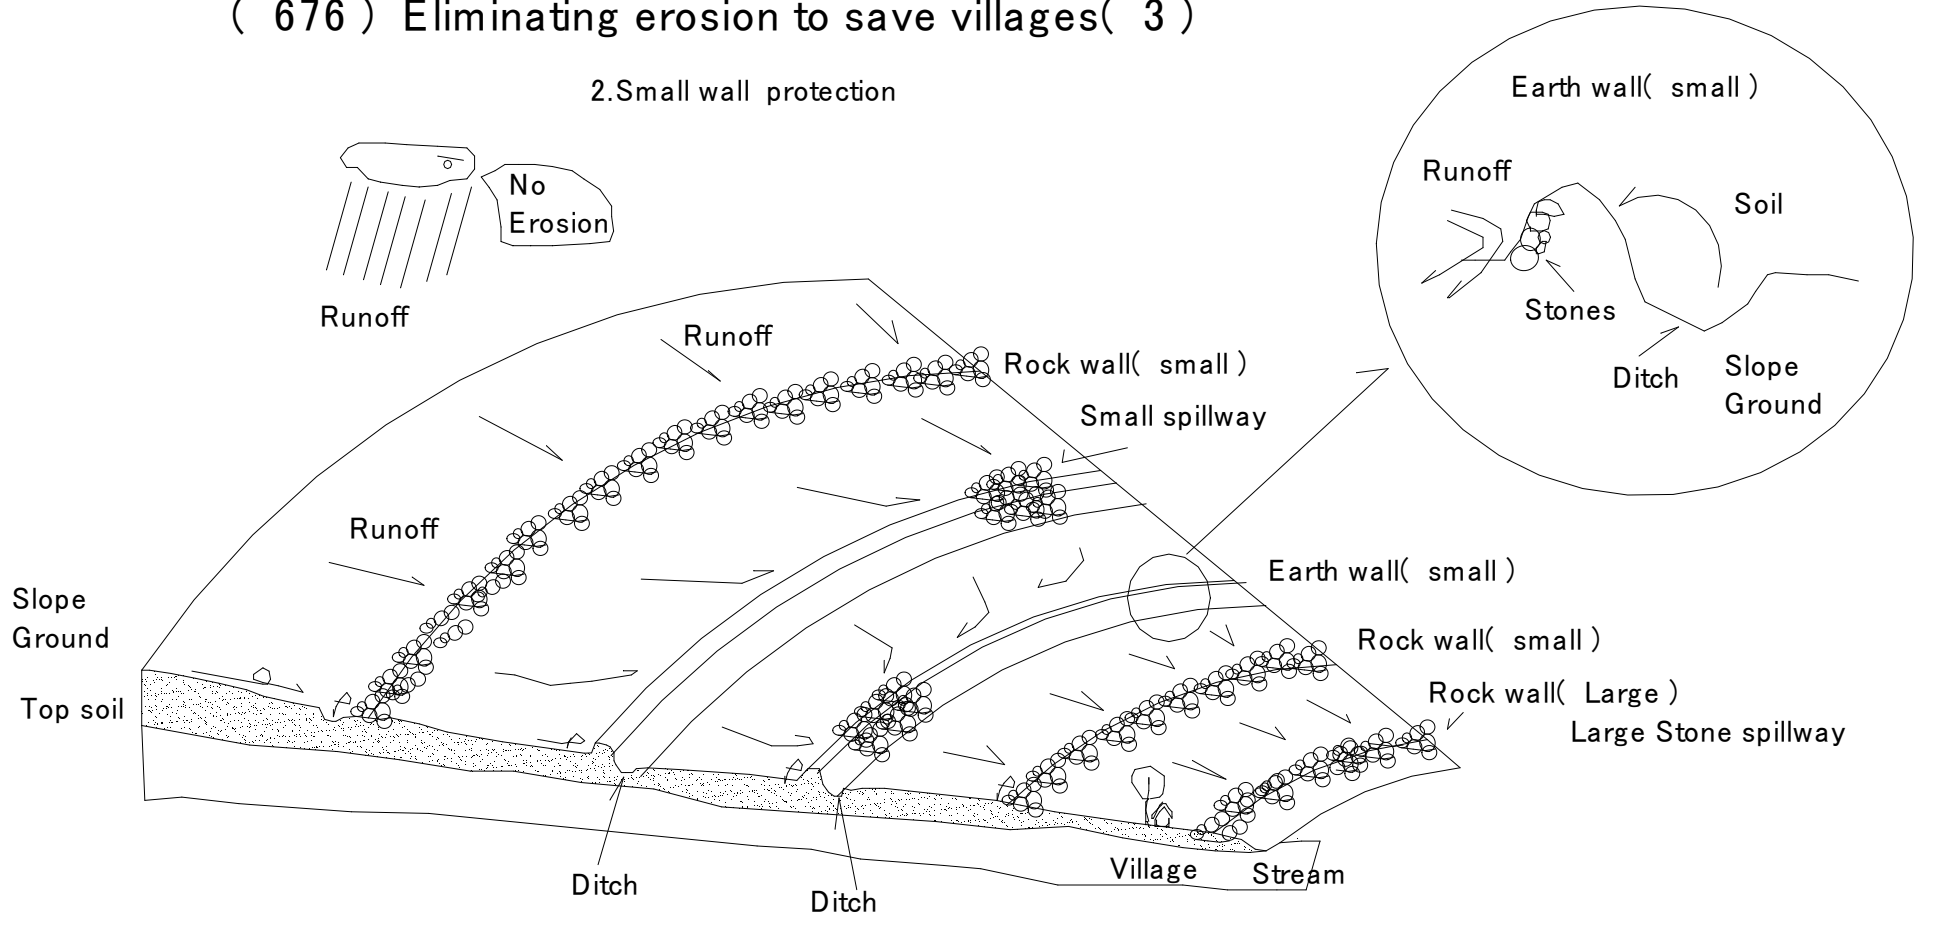 ( 676 ) Eliminating erosion to save villages( 3 )
2.Small wall protection
Earth wall( small )
Runoff
Soil
Stones
Ditch
Slope
Ground
No
Erosion
Runoff
Runoff
Rock wall( small )
Small spillway
Runoff
Earth wall( small )
Slope
Ground
Rock wall( small )
Top soil
Rock wall( Large )
Large Stone spillway
Village
Stream
Ditch
Ditch